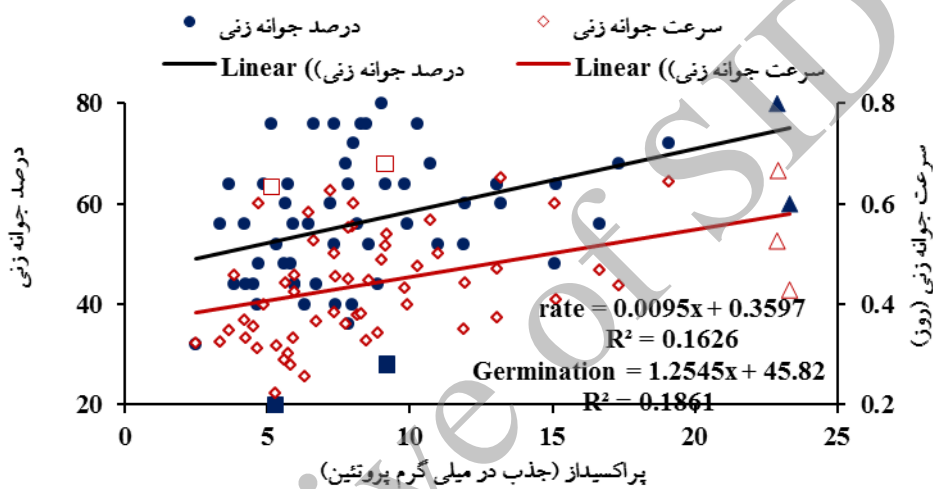 درصد جوانه زنی
سرعت جوانه زنی
Linear ((درصد جوانه زنی
Linear ((سرعت جوانه زنی
80
60
40
20
0.8
0.6
0.4
0.2
درصد جوانه زنی
سرعت جوانه زنی (روز)
rate = 0.0095x + 0.3597
R² = 0.1626
Germination = 1.2545x + 45.82
R² = 0.1861
0 5 10 15 20 25
پراکسیداز (جذب در میلی گرم پروتئین)
ive of SID